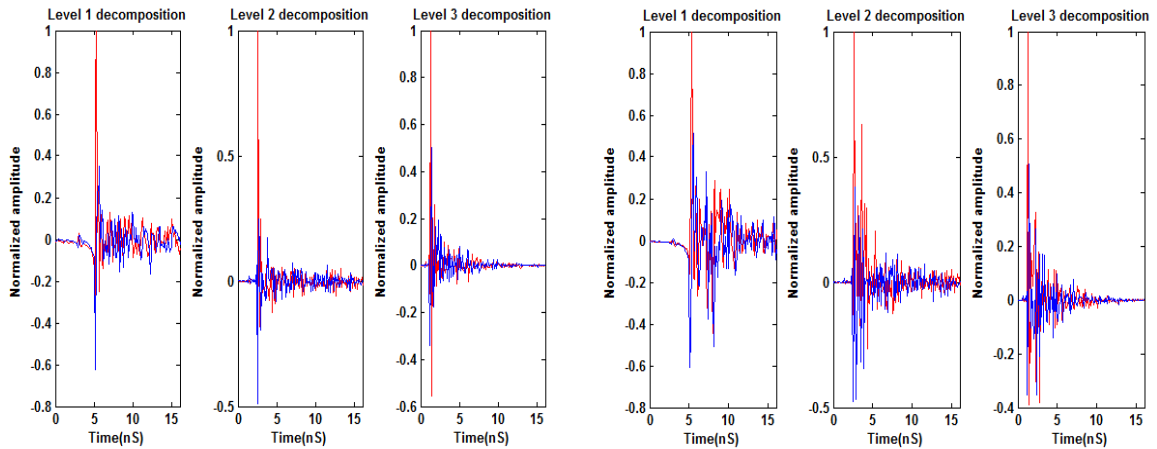 Level 1 decomposition
Level 2 decomposition
Level 3 decomposition
Level 1 decomposition
Level 2 decomposition
Level 3 decomposition
Normalized amplitude
1
0.8
0.6
0.4
0.2
0
-0.2
-0.4
-0.6
-0.8
0 5 10 15
Time(nS)
Normalized amplitude
1
0.5
0
-0.5
0 5 10 15
Time(nS)
Normalized amplitude
1
0.8
0.6
0.4
0.2
0
-0.2
-0.4
-0.6
0 5 10 15
Time(nS)
Normalized amplitude
1
0.8
0.6
0.4
0.2
0
-0.2
-0.4
-0.6
-0.8
0 5 10 15
Time(nS)
Normalized amplitude
1
0.5
0
-0.5
0 5 10 15
Time(nS)
Normalized amplitude
1
0.8
0.6
0.4
0.2
0
-0.2
-0.4
0 5 10 15
Time(nS)